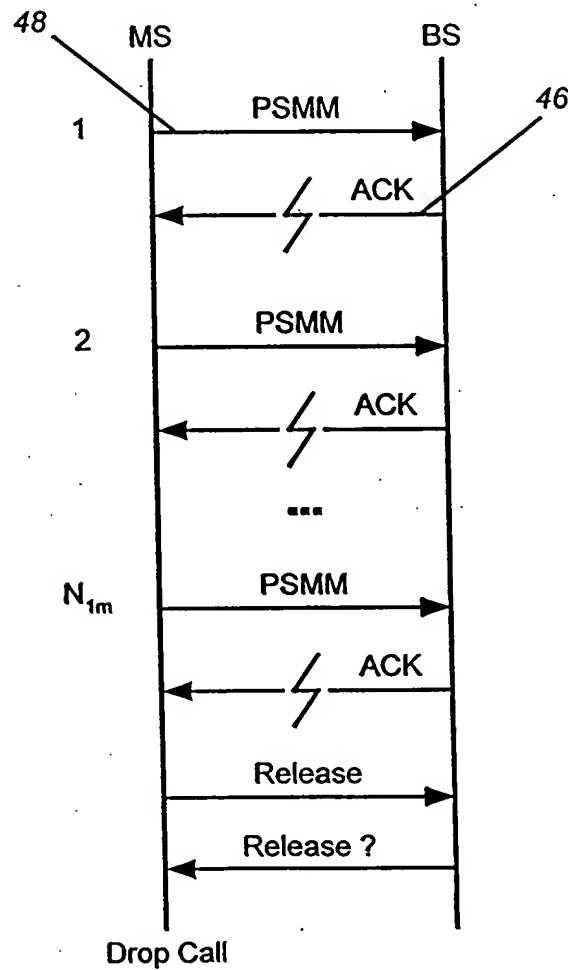 48
MS
BS
46
1
PSMM
ACK
2
PSMM
ACK
...
N1m
PSMM
ACK
Release
Release ?
Drop Call